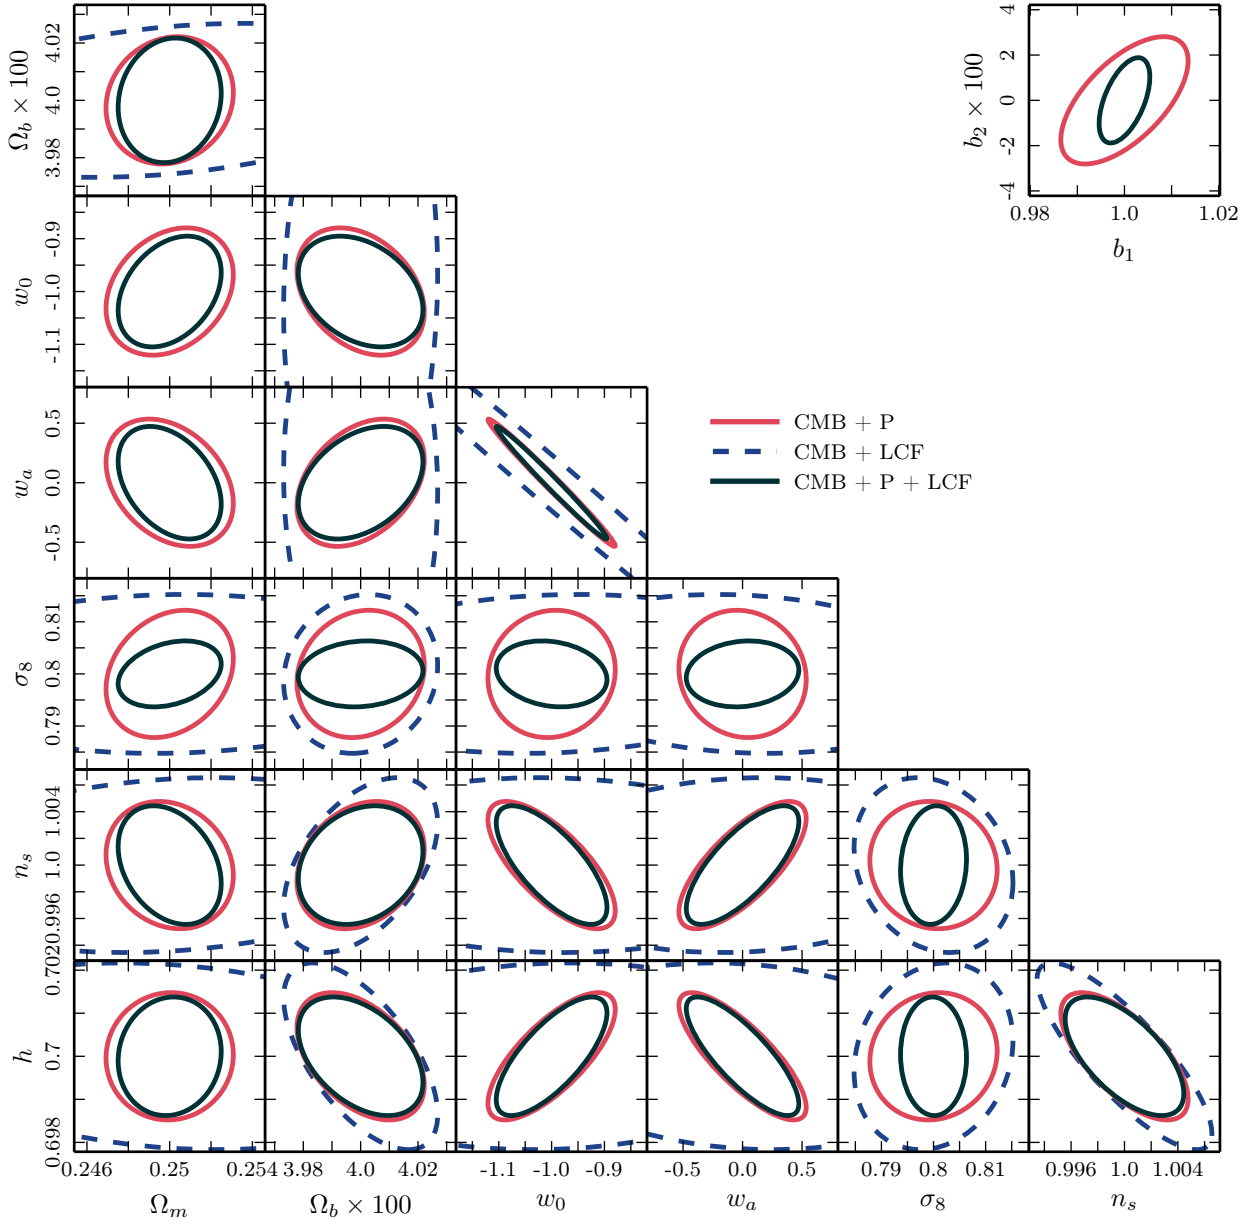 Ω_b × 100
4.02
4.0
3.98
b_2 × 100
4
2
0
-2
-4
0.98
1.0
1.02
b_1
w_0
-0.9
-1.0
-1.1
w_a
0.5
0.0
-0.5
CMB + P
CMB + LCF
CMB + P + LCF
σ_8
0.81
0.8
0.79
n_s
1.004
1.0
0.996
h
0.702
0.7
0.698
0.246
0.25
0.254
3.98
4.0
4.02
-1.1
-1.0
-0.9
-0.5
0.0
0.5
0.79
0.8
0.81
0.996
1.0
1.004
Ω_m
Ω_b × 100
w_0
w_a
σ_8
n_s